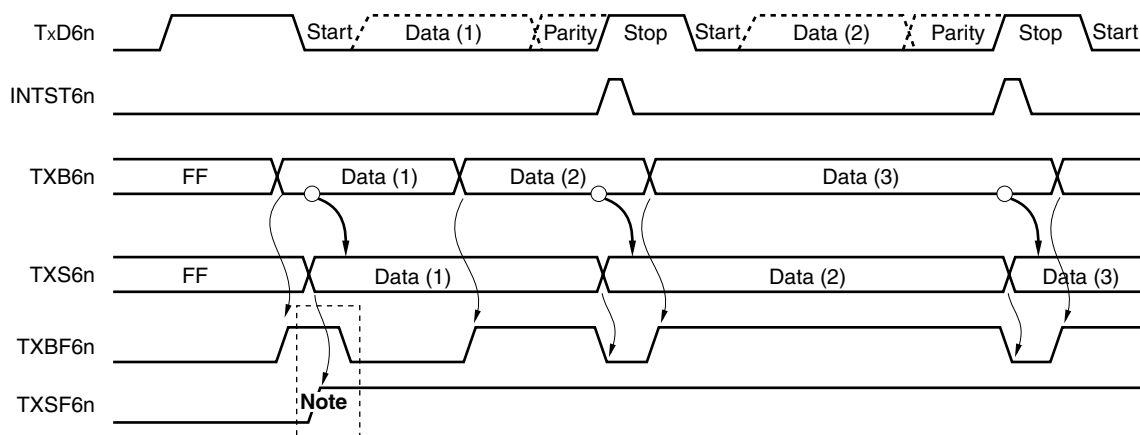 TxD6n Start Data (1) Parity Stop Start Data (2) Parity Stop Start
INTST6n
TXB6n FF Data (1) Data (2) Data (3)
TXS6n FF Data (1) Data (2) Data (3)
TXBF6n
TXSF6n Note